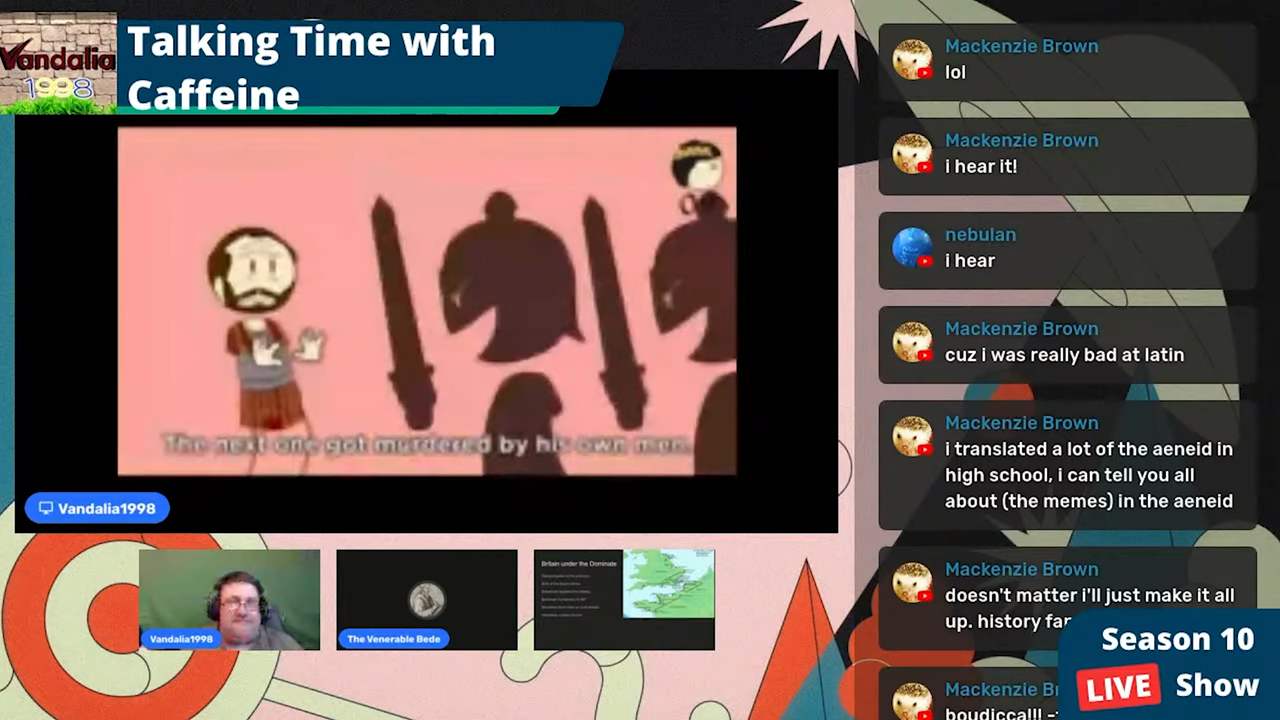 Vandalia
1998
Talking Time with
Caffeine
The next one got murdered by his own men.
Vandalia1998
Vandalia1998
The Venerable Bede
Britain under the Dominate
Mackenzie Brown
lol
Mackenzie Brown
i hear it!
nebulan
i hear
Mackenzie Brown
cuz i was really bad at latin
Mackenzie Brown
i translated a lot of the aeneid in
high school, i can tell you all
about (the memes) in the aeneid
Mackenzie Brown
doesn't matter i'll just make it all
up. history
Mackenzie
boudicca!!!
Season 10
LIVE Show